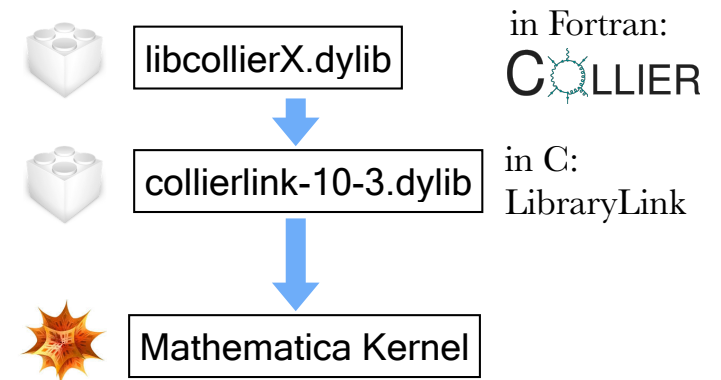 in Fortran:
libcollierX.dylib
COLLIER
collierlink-10-3.dylib
in C:
LibraryLink
Mathematica Kernel